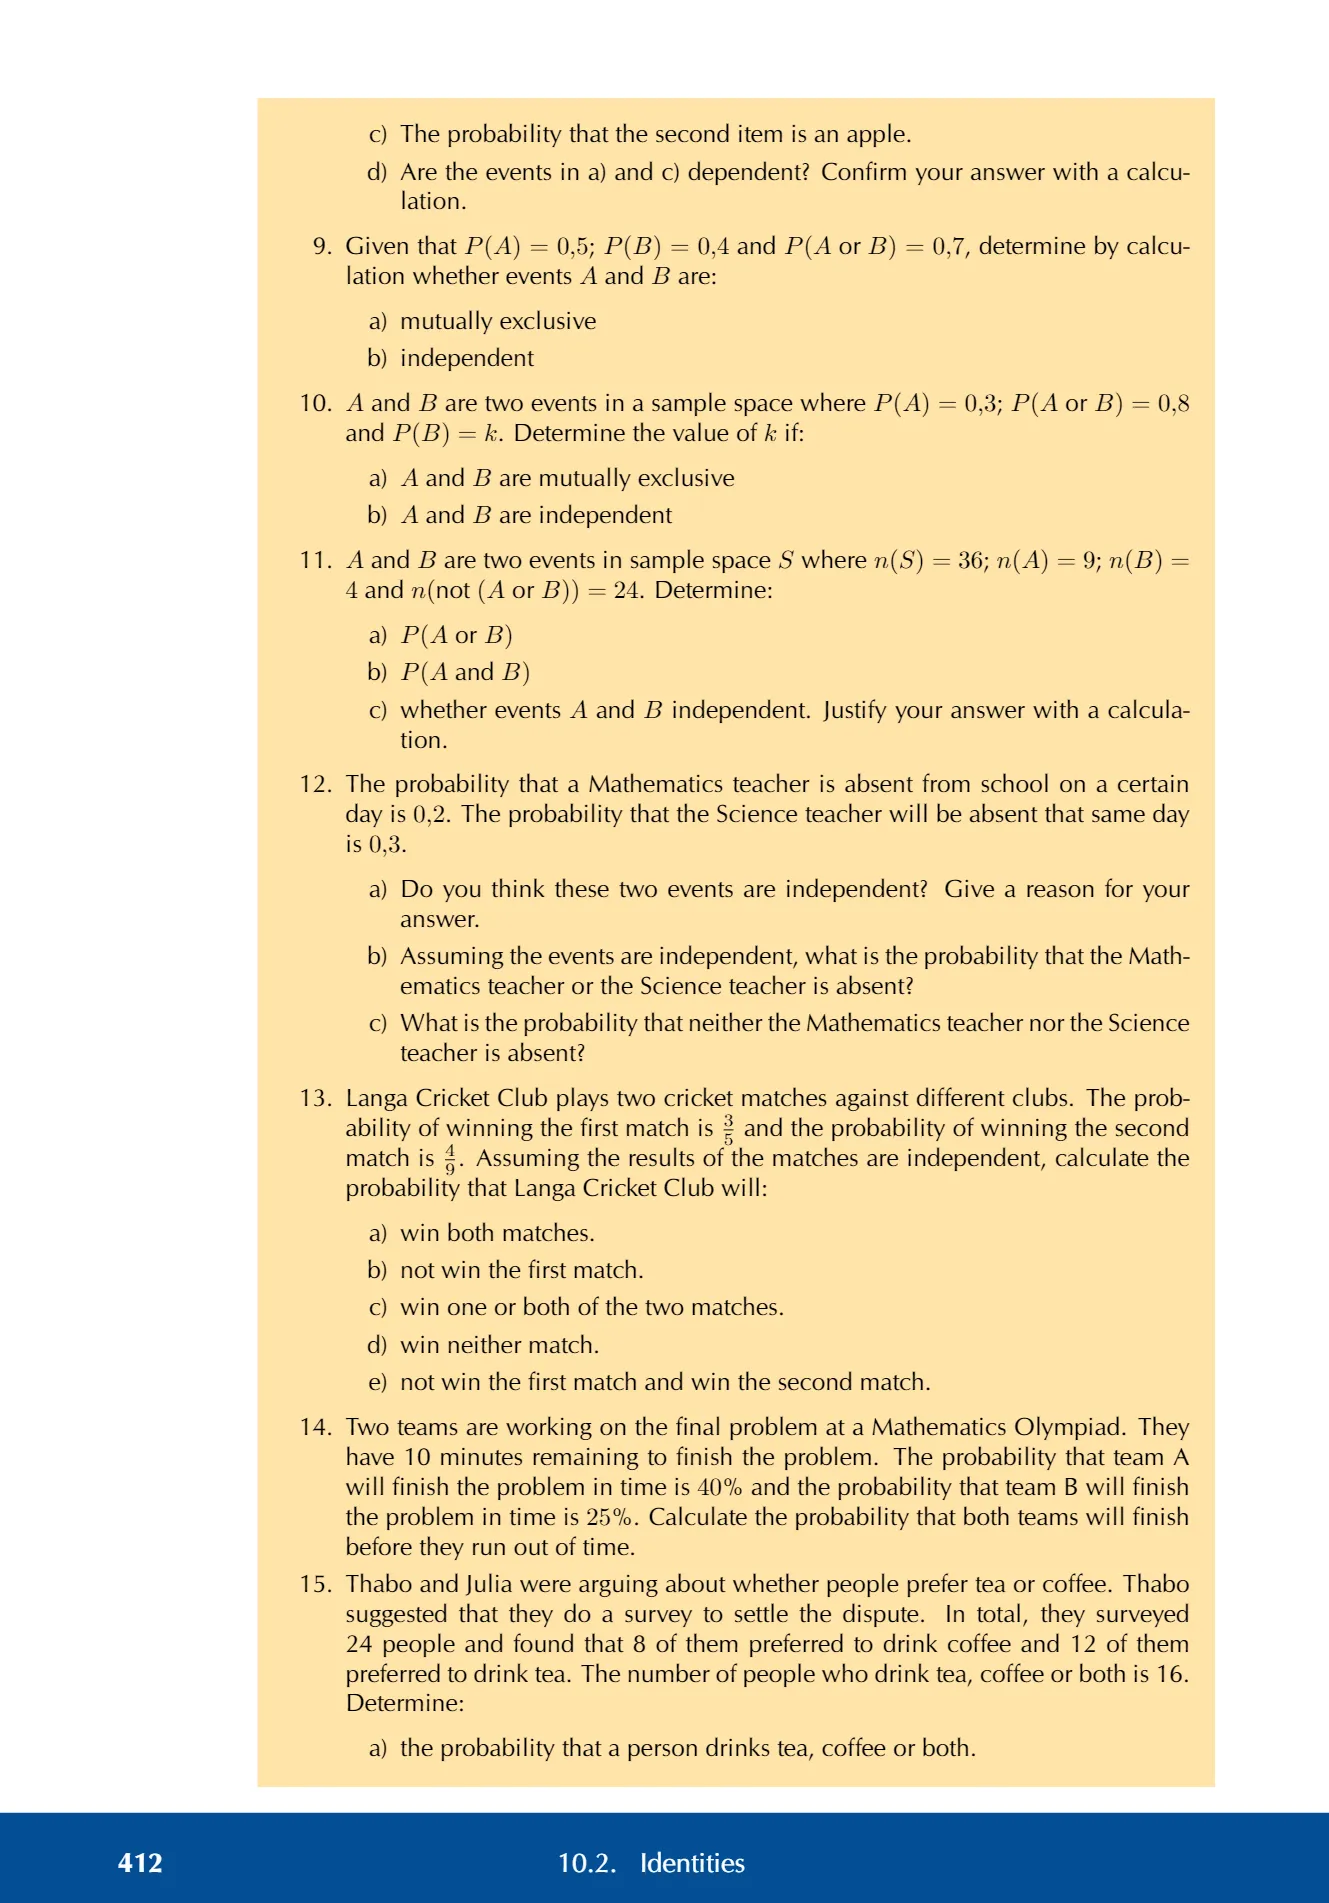 c) The probability that the second item is an apple.
d) Are the events in a) and c) dependent? Confirm your answer with a calcu-
lation.
9. Given that P(A) = 0,5; P(B) = 0,4 and P(A or B) = 0,7, determine by calcu-
lation whether events A and B are:
a) mutually exclusive
b) independent
10. A and B are two events in a sample space where P(A) = 0,3; P(A or B) = 0,8
and P(B) = k. Determine the value of k if:
a) A and B are mutually exclusive
b) A and B are independent
11. A and B are two events in sample space S where n(S) = 36; n(A) = 9; n(B) =
4 and n(not (A or B)) = 24. Determine:
a) P(A or B)
b) P(A and B)
c) whether events A and B independent. Justify your answer with a calcula-
tion.
12. The probability that a Mathematics teacher is absent from school on a certain
day is 0,2. The probability that the Science teacher will be absent that same day
is 0,3.
a) Do you think these two events are independent? Give a reason for your
answer.
b) Assuming the events are independent, what is the probability that the Math-
ematics teacher or the Science teacher is absent?
c) What is the probability that neither the Mathematics teacher nor the Science
teacher is absent?
13. Langa Cricket Club plays two cricket matches against different clubs. The prob-
ability of winning the first match is 3/5 and the probability of winning the second
match is 4/9. Assuming the results of the matches are independent, calculate the
probability that Langa Cricket Club will:
a) win both matches.
b) not win the first match.
c) win one or both of the two matches.
d) win neither match.
e) not win the first match and win the second match.
14. Two teams are working on the final problem at a Mathematics Olympiad. They
have 10 minutes remaining to finish the problem. The probability that team A
will finish the problem in time is 40% and the probability that team B will finish
the problem in time is 25%. Calculate the probability that both teams will finish
before they run out of time.
15. Thabo and Julia were arguing about whether people prefer tea or coffee. Thabo
suggested that they do a survey to settle the dispute. In total, they surveyed
24 people and found that 8 of them preferred to drink coffee and 12 of them
preferred to drink tea. The number of people who drink tea, coffee or both is 16.
Determine:
a) the probability that a person drinks tea, coffee or both.
412 10.2. Identities